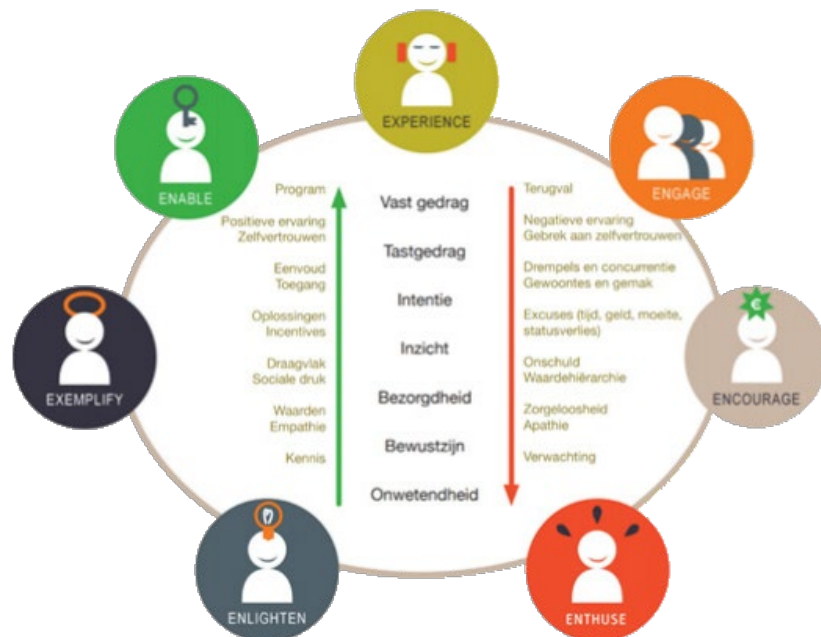 EXPERIENCE
ENABLE
ENGAGE
Program
Vast gedrag
Terugval
Positieve ervaring
Zelfvertrouwen
Tastgedrag
Negatieve ervaring
Gebrek aan zelfvertrouwen
Eenvoud
Toegang
Intentie
Drempels en concurrentie
Gewoontes en gemak
Oplossingen
Incentives
Inzicht
Excuses (tijd, geld, moeite,
statusverlies)
Draagvlak
Sociale druk
Bezorgdheid
Onschuld
Waardehiërarchie
Waarden
Empathie
Bewustzijn
Zorgeloosheid
Apathie
Kennis
Onwetendheid
Verwachting
EXEMPLIFY
€
ENCOURAGE
ENLIGHTEN
ENTHUSE